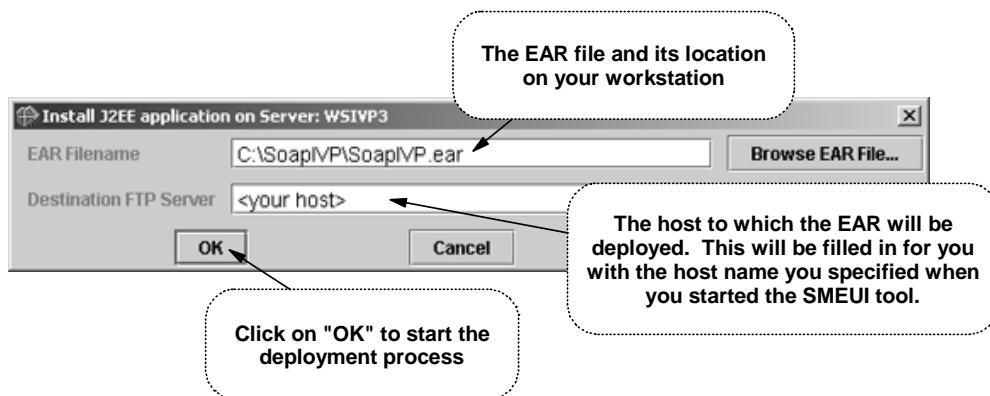 The EAR file and its location
on your workstation
Install J2EE application on Server: WSIVP3
EAR Filename
C:\SoapIVP\SoapIVP.ear
Browse EAR File...
Destination FTP Server
<your host>
The host to which the EAR will be
deployed. This will be filled in for you
with the host name you specified when
you started the SMEUI tool.
OK
Cancel
Click on "OK" to start the
deployment process